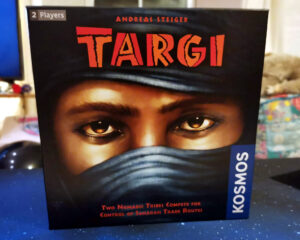 2 Players
ANDREAS STEIGER
TARGI
TWO NOMADIC TRIBES COMPETE FOR
CONTROL OF SAHARAN TRADE ROUTES
KOSMOS